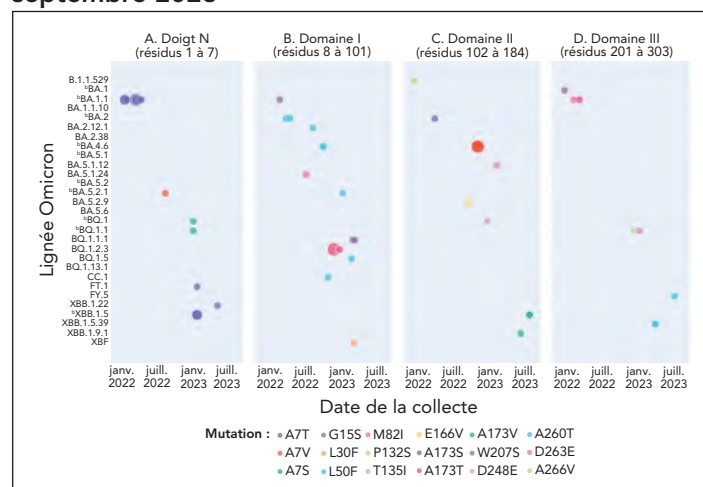 septembre 2023
A. Doigt N
(résidus 1 à 7)
B. Domaine I
(résidus 8 à 101)
C. Domaine II
(résidus 102 à 184)
D. Domaine III
(résidus 201 à 303)
Lignée Omicron
B.1.1.529
ᵇBA.1
ᵇBA.1.1
BA.1.1.10
ᵇBA.2
BA.2.12.1
BA.2.38
ᵇBA.4.6
ᵇBA.5.1
BA.5.1.12
BA.5.1.24
ᵇBA.5.2
ᵇBA.5.2.1
BA.5.2.9
BA.5.6
ᵇBQ.1
ᵇBQ.1.1
BQ.1.1.1
BQ.1.2.3
BQ.1.5
BQ.1.13.1
CC.1
FT.1
FY.5
XBB.1.22
ᵇXBB.1.5
XBB.1.5.39
XBB.1.9.1
XBF
janv. 2022
juill. 2022
janv. 2023
juill. 2023
janv. 2022
juill. 2022
janv. 2023
juill. 2023
janv. 2022
juill. 2022
janv. 2023
juill. 2023
janv. 2022
juill. 2022
janv. 2023
juill. 2023
Date de la collecte
Mutation : A7T G15S M82I E166V A173V A260T
A7V L30F P132S A173S W207S D263E
A7S L50F T135I A173T D248E A266V